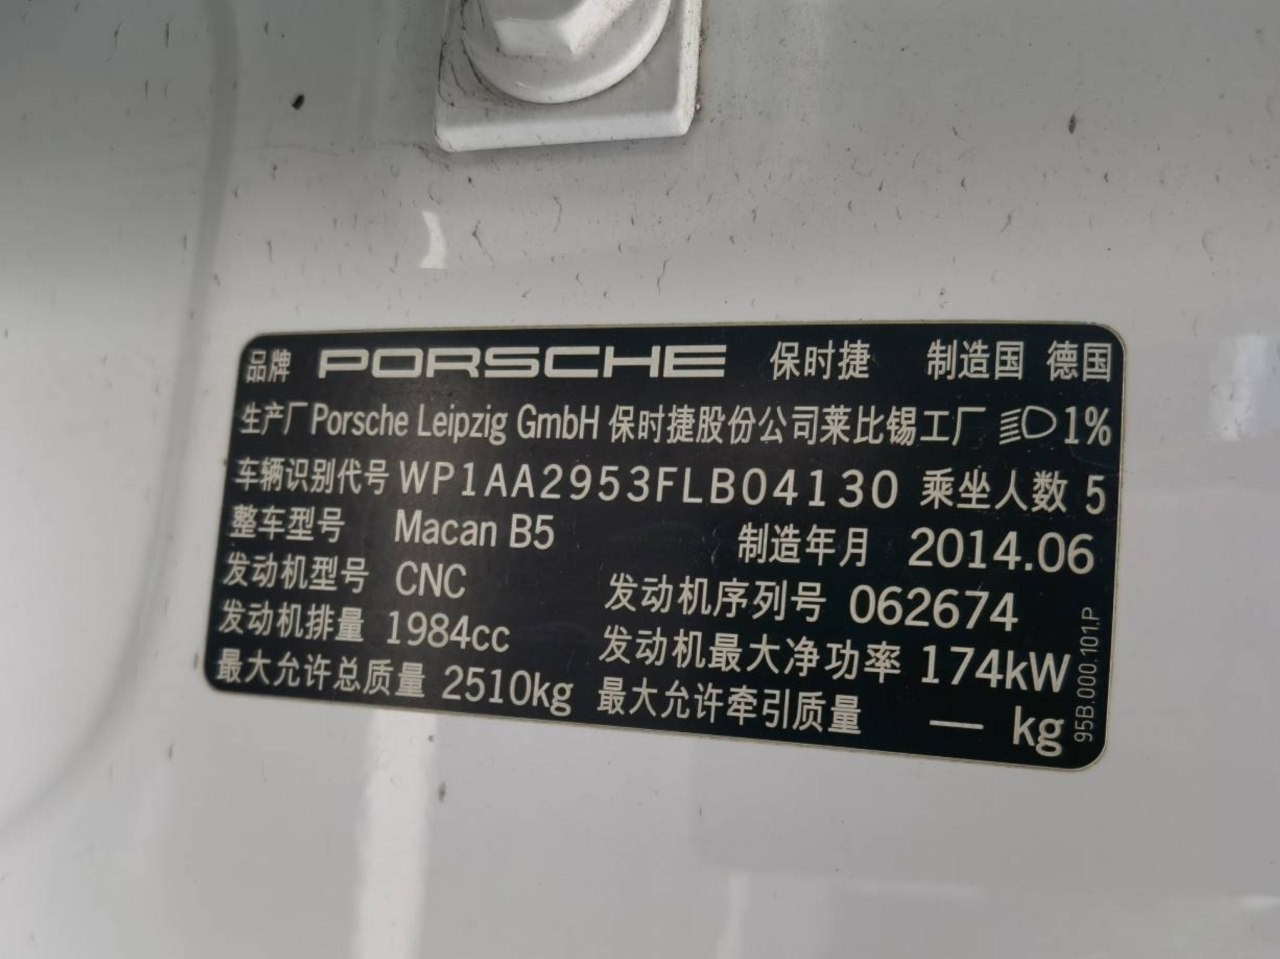 品牌 PORSCHE 保时捷 制造国 德国
生产厂 Porsche Leipzig GmbH 保时捷股份公司莱比锡工厂 1%
车辆识别代号 WP1AA2953FLB04130 乘坐人数 5
整车型号 Macan B5 制造年月 2014.06
发动机型号 CNC 发动机序列号 062674
发动机排量 1984cc 发动机最大净功率 174kW
最大允许总质量 2510kg 最大允许牵引质量 — kg
95B.000.101.P